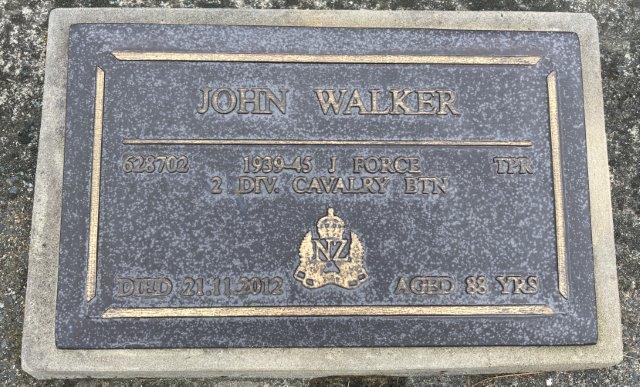 JOHN WALKER
628702 1939-45 J FORCE TPR
2 DIV. CAVALRY BTN
NZ
DIED 21.11.2012 AGED 88 YRS